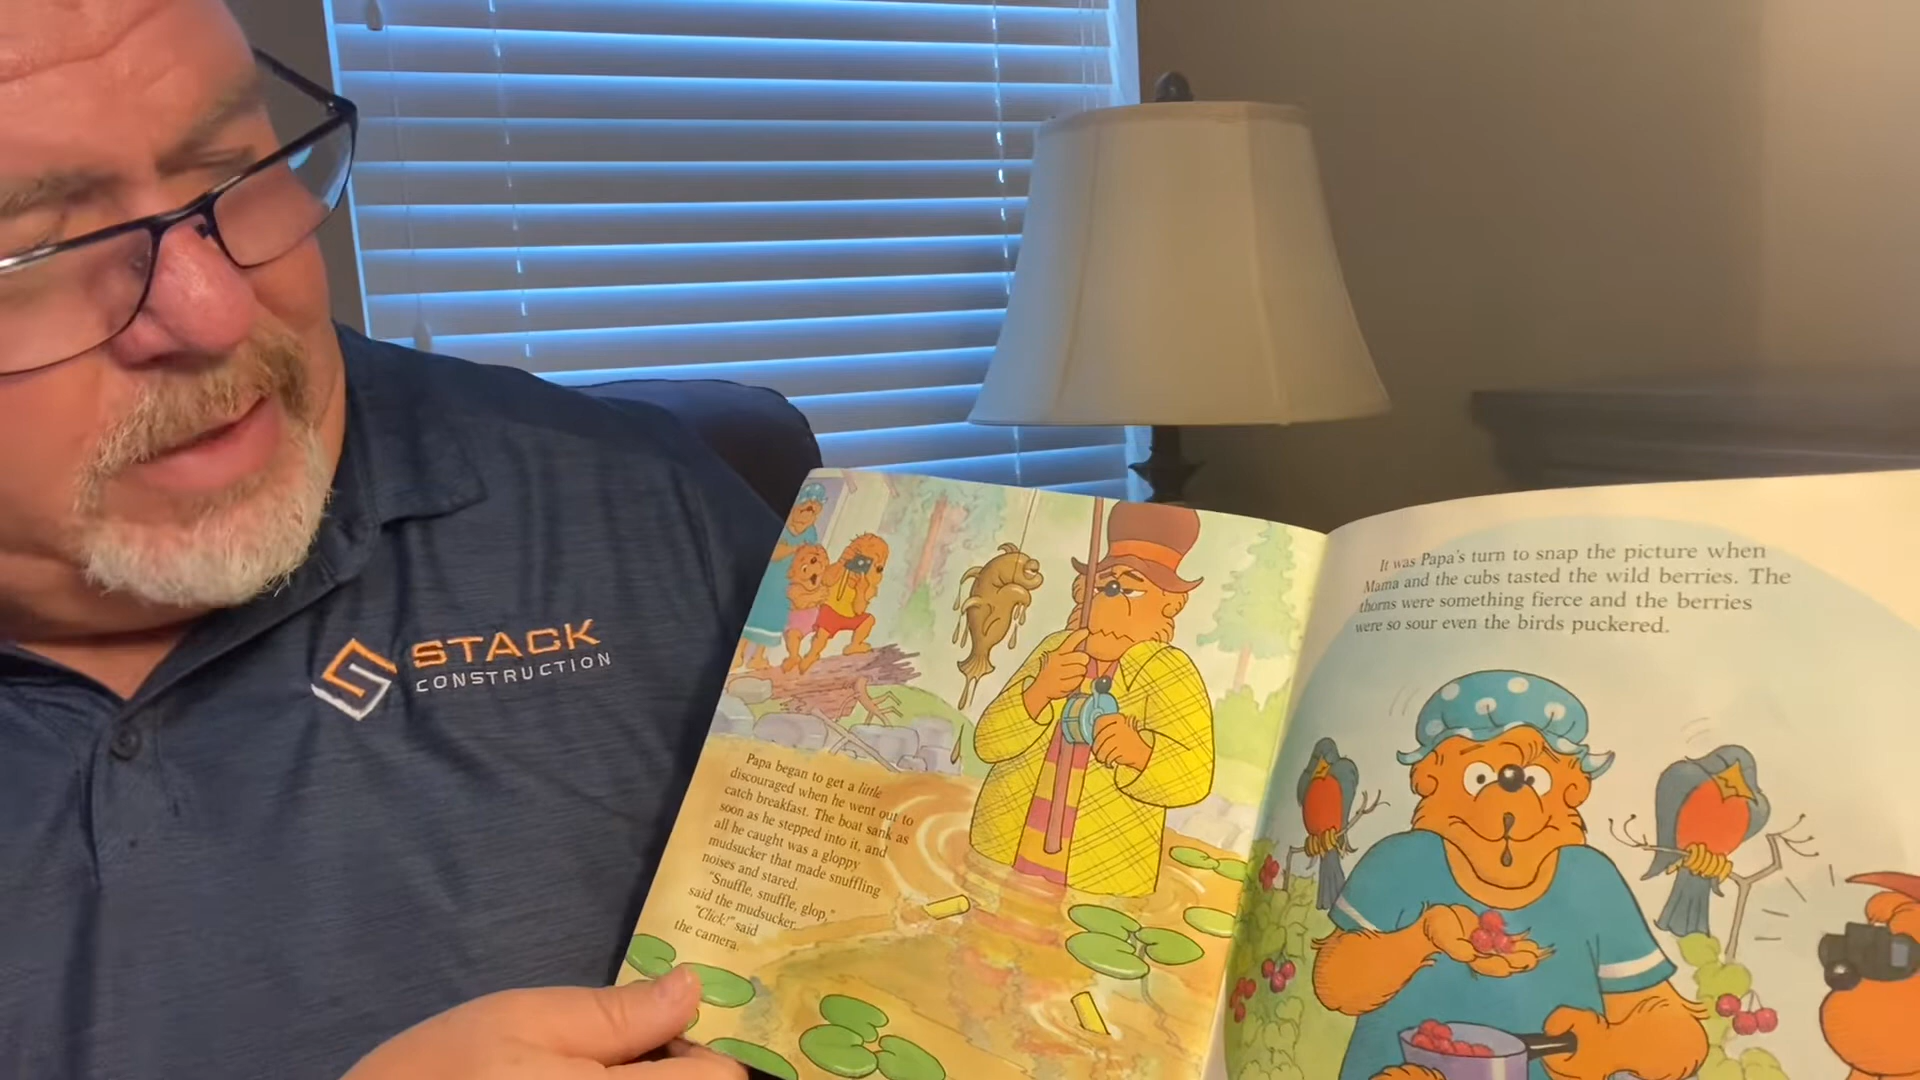 STACK
CONSTRUCTION
Papa began to get a little
discouraged when he went out to
catch breakfast. The boat sank as
soon as he stepped into it, and
all he caught was a gloppy
mudsucker that made snuffling
noises and stared.
"Snuffle, snuffle, glop,"
said the mudsucker.
"Click!" said
the camera.
It was Papa's turn to snap the picture when
Mama and the cubs tasted the wild berries. The
thorns were something fierce and the berries
were so sour even the birds puckered.